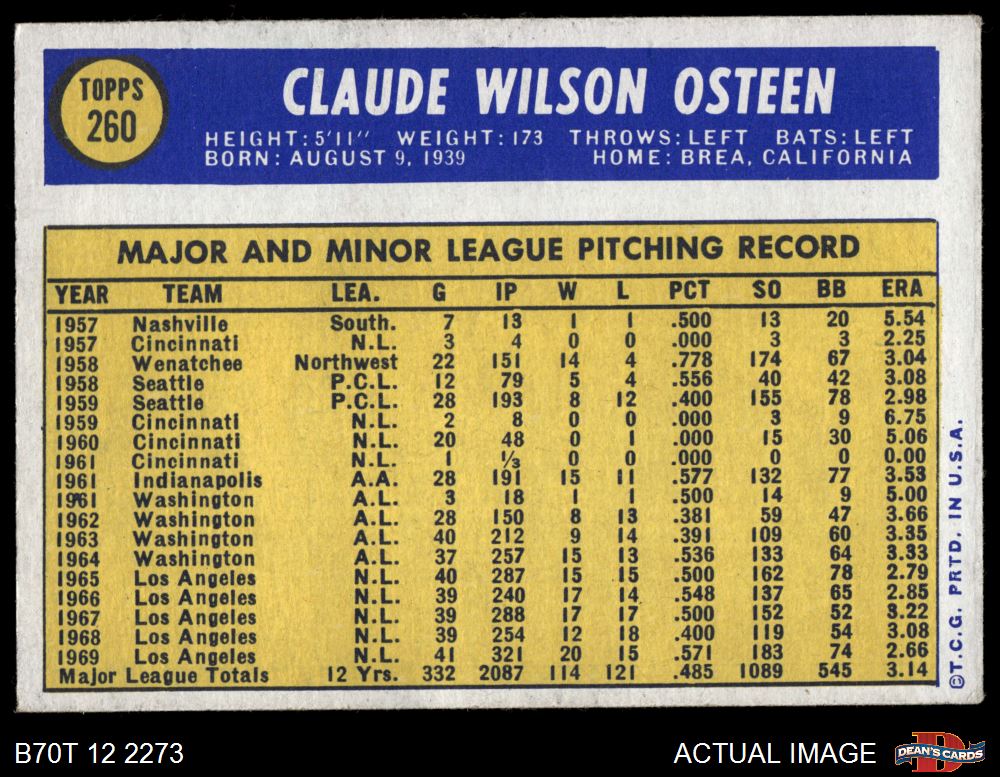 TOPPS
260
CLAUDE WILSON OSTEEN
HEIGHT: 5'11" WEIGHT: 173 THROWS: LEFT BATS: LEFT
BORN: AUGUST 9, 1939 HOME: BREA, CALIFORNIA
MAJOR AND MINOR LEAGUE PITCHING RECORD
YEAR TEAM LEA. G IP W L PCT SO BB ERA
1957 Nashville South. 7 13 1 1 .500 13 20 5.54
1957 Cincinnati N.L. 3 4 0 0 .000 3 3 2.25
1958 Wenatchee Northwest 22 151 14 4 .778 174 67 3.04
1958 Seattle P.C.L. 12 79 5 4 .556 40 42 3.08
1959 Seattle P.C.L. 28 193 8 12 .400 155 78 2.98
1959 Cincinnati N.L. 2 8 0 0 .000 3 9 6.75
1960 Cincinnati N.L. 20 48 0 1 .000 15 30 5.06
1961 Cincinnati N.L. 1 ⅓ 0 0 .000 0 0 0.00
1961 Indianapolis A.A. 28 191 15 11 .577 132 77 3.53
1961 Washington A.L. 3 18 1 1 .500 14 9 5.00
1962 Washington A.L. 28 150 8 13 .381 59 47 3.66
1963 Washington A.L. 40 212 9 14 .391 109 60 3.35
1964 Washington A.L. 37 257 15 13 .536 133 64 3.33
1965 Los Angeles N.L. 40 287 15 15 .500 162 78 2.79
1966 Los Angeles N.L. 39 240 17 14 .548 137 65 2.85
1967 Los Angeles N.L. 39 288 17 17 .500 152 52 3.22
1968 Los Angeles N.L. 39 254 12 18 .400 119 54 3.08
1969 Los Angeles N.L. 41 321 20 15 .571 183 74 2.66
Major League Totals 12 Yrs. 332 2087 114 121 .485 1089 545 3.14
©T.C.G. PRTD. IN U.S.A.
B70T 12 2273 ACTUAL IMAGE
D
DEAN'S CARDS